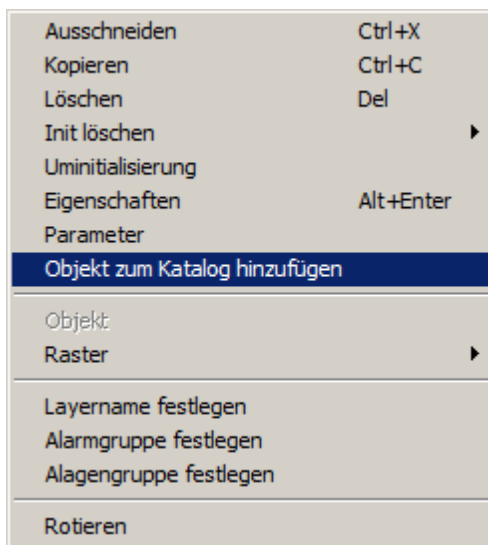 Ausschneiden Ctrl+X
Kopieren Ctrl+C
Löschen Del
Init löschen
Uminitialisierung
Eigenschaften Alt+Enter
Parameter
Objekt zum Katalog hinzufügen
Objekt
Raster
Layername festlegen
Alarmgruppe festlegen
Alagengruppe festlegen
Rotieren